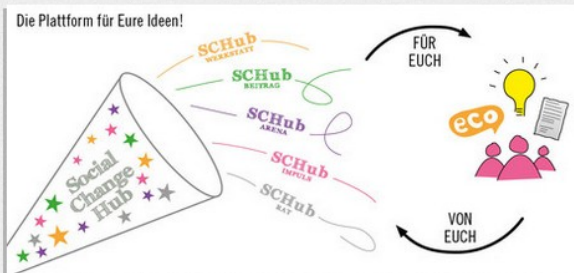 Die Plattform für Eure Ideen!
SCHub
WERKSTATT
SCHub
BEITRAG
SCHub
ARENA
SCHub
IMPULS
SCHub
RAT
Social
Change
Hub
FÜR
EUCH
eco
VON
EUCH